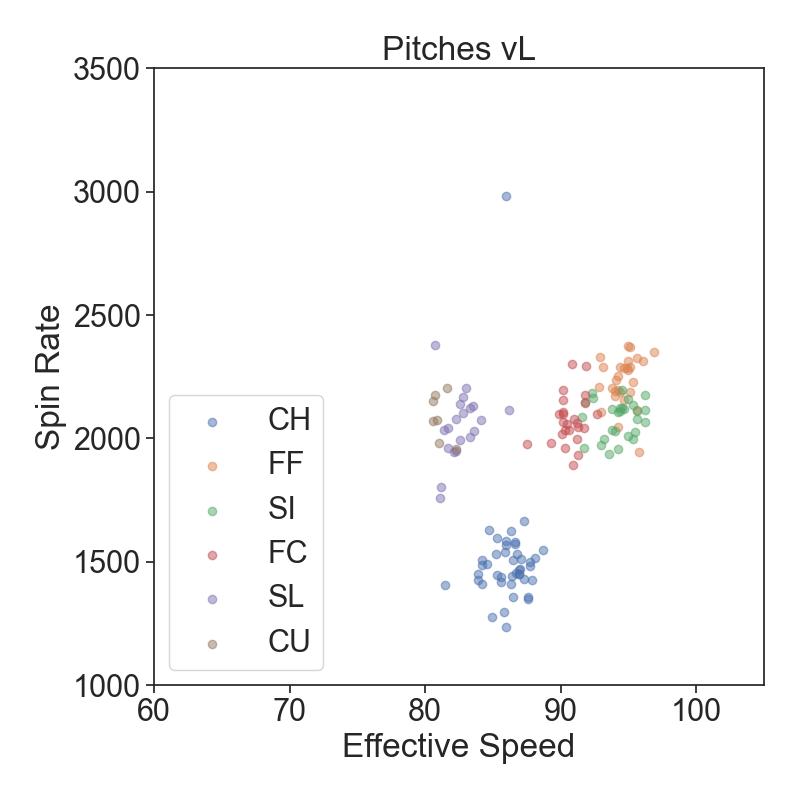 Pitches vL
3500
3000
2500
2000
1500
1000
Spin Rate
CH
FF
SI
FC
SL
CU
60 70 80 90 100
Effective Speed